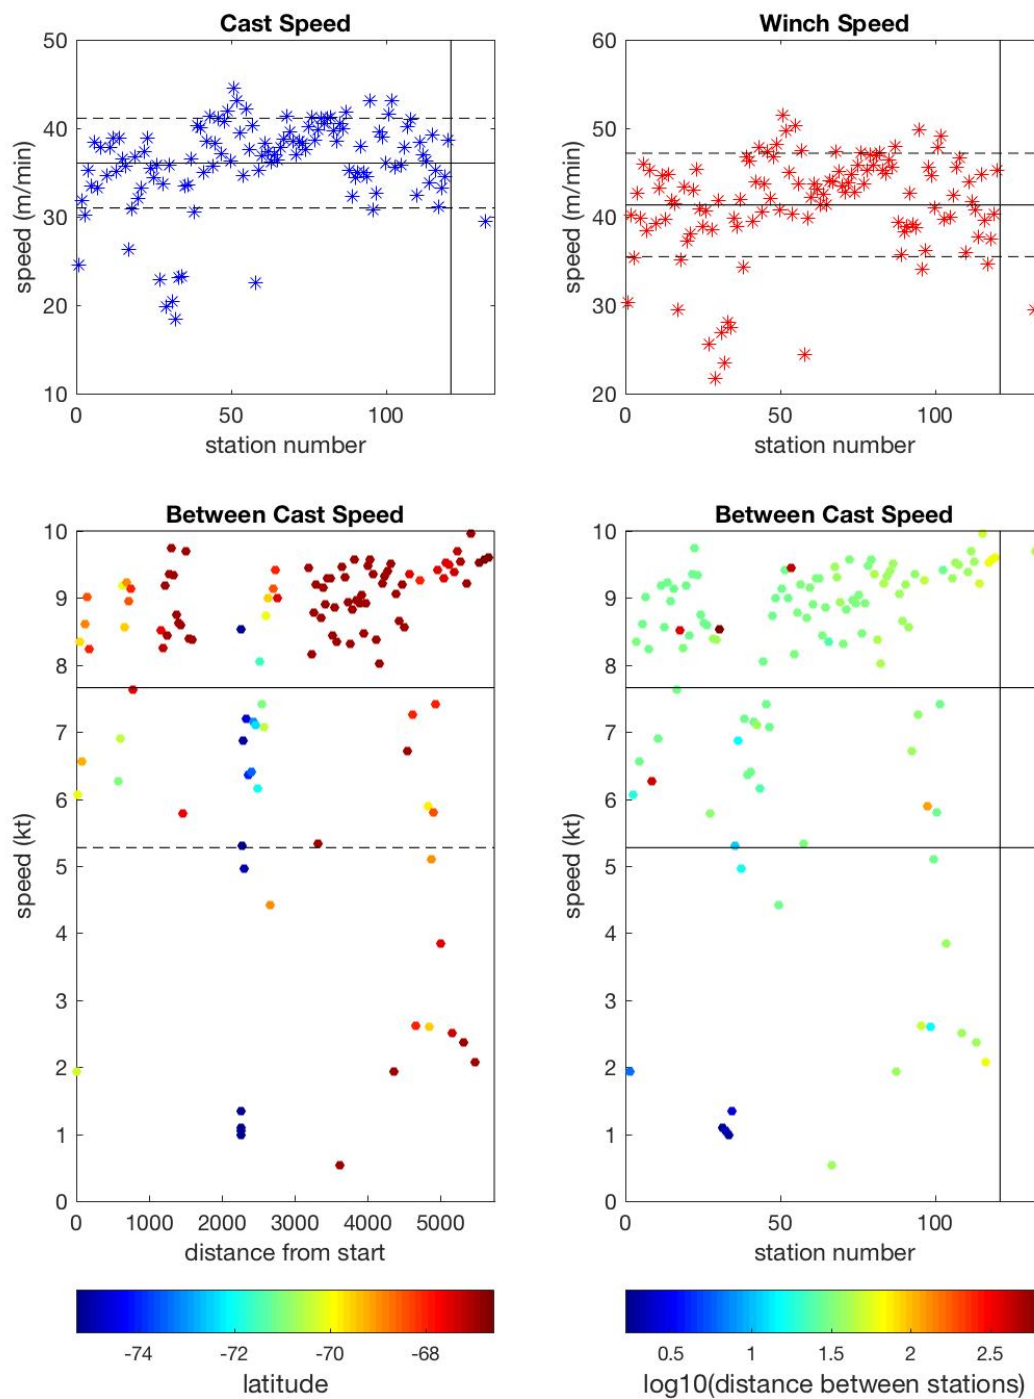 Cast Speed
50
40
30
20
10
speed (m/min)
0 50 100
station number
Winch Speed
60
50
40
30
20
speed (m/min)
0 50 100
station number
Between Cast Speed
10
9
8
7
6
5
4
3
2
1
0
speed (kt)
0 1000 2000 3000 4000 5000
distance from start
-74 -72 -70 -68
latitude
Between Cast Speed
10
9
8
7
6
5
4
3
2
1
0
speed (kt)
0 50 100
station number
0.5 1 1.5 2 2.5
log10(distance between stations)